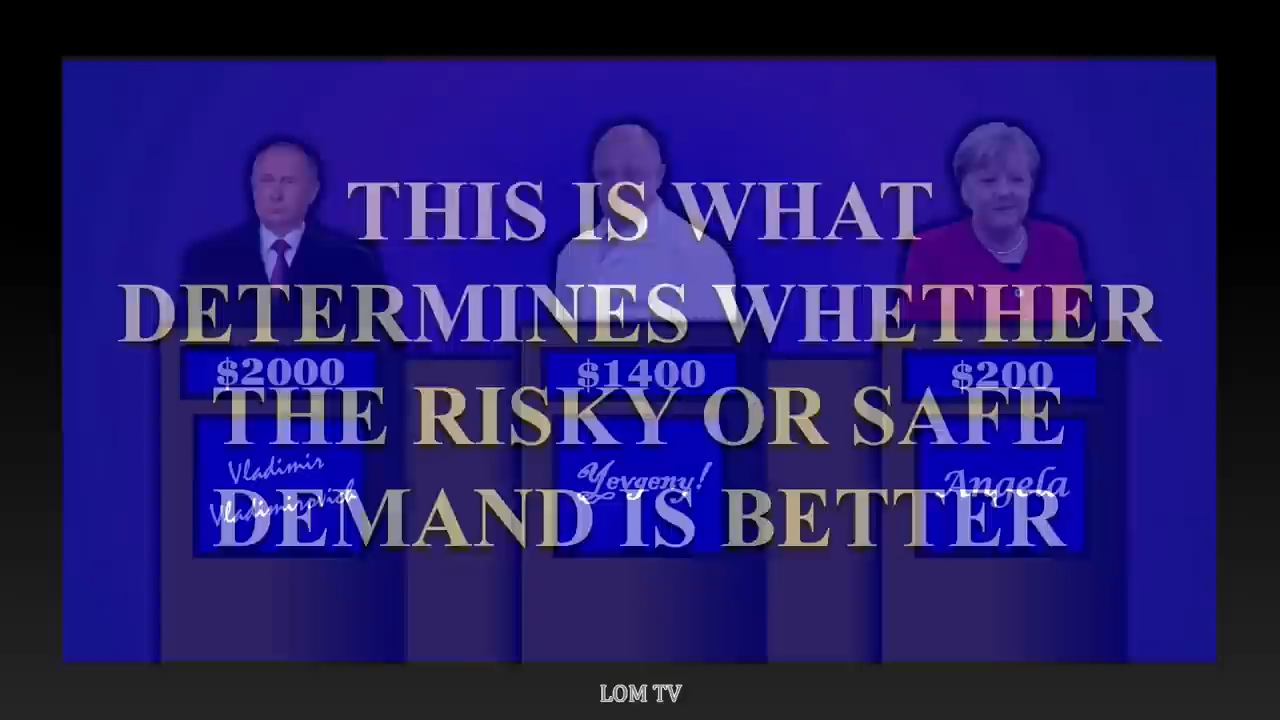 THIS IS WHAT
DETERMINES WHETHER
THE RISKY OR SAFE
DEMAND IS BETTER
$2000
$1400
$200
Vladimir
Vladimirovich
Yevgeny!
Angela
LOM TV